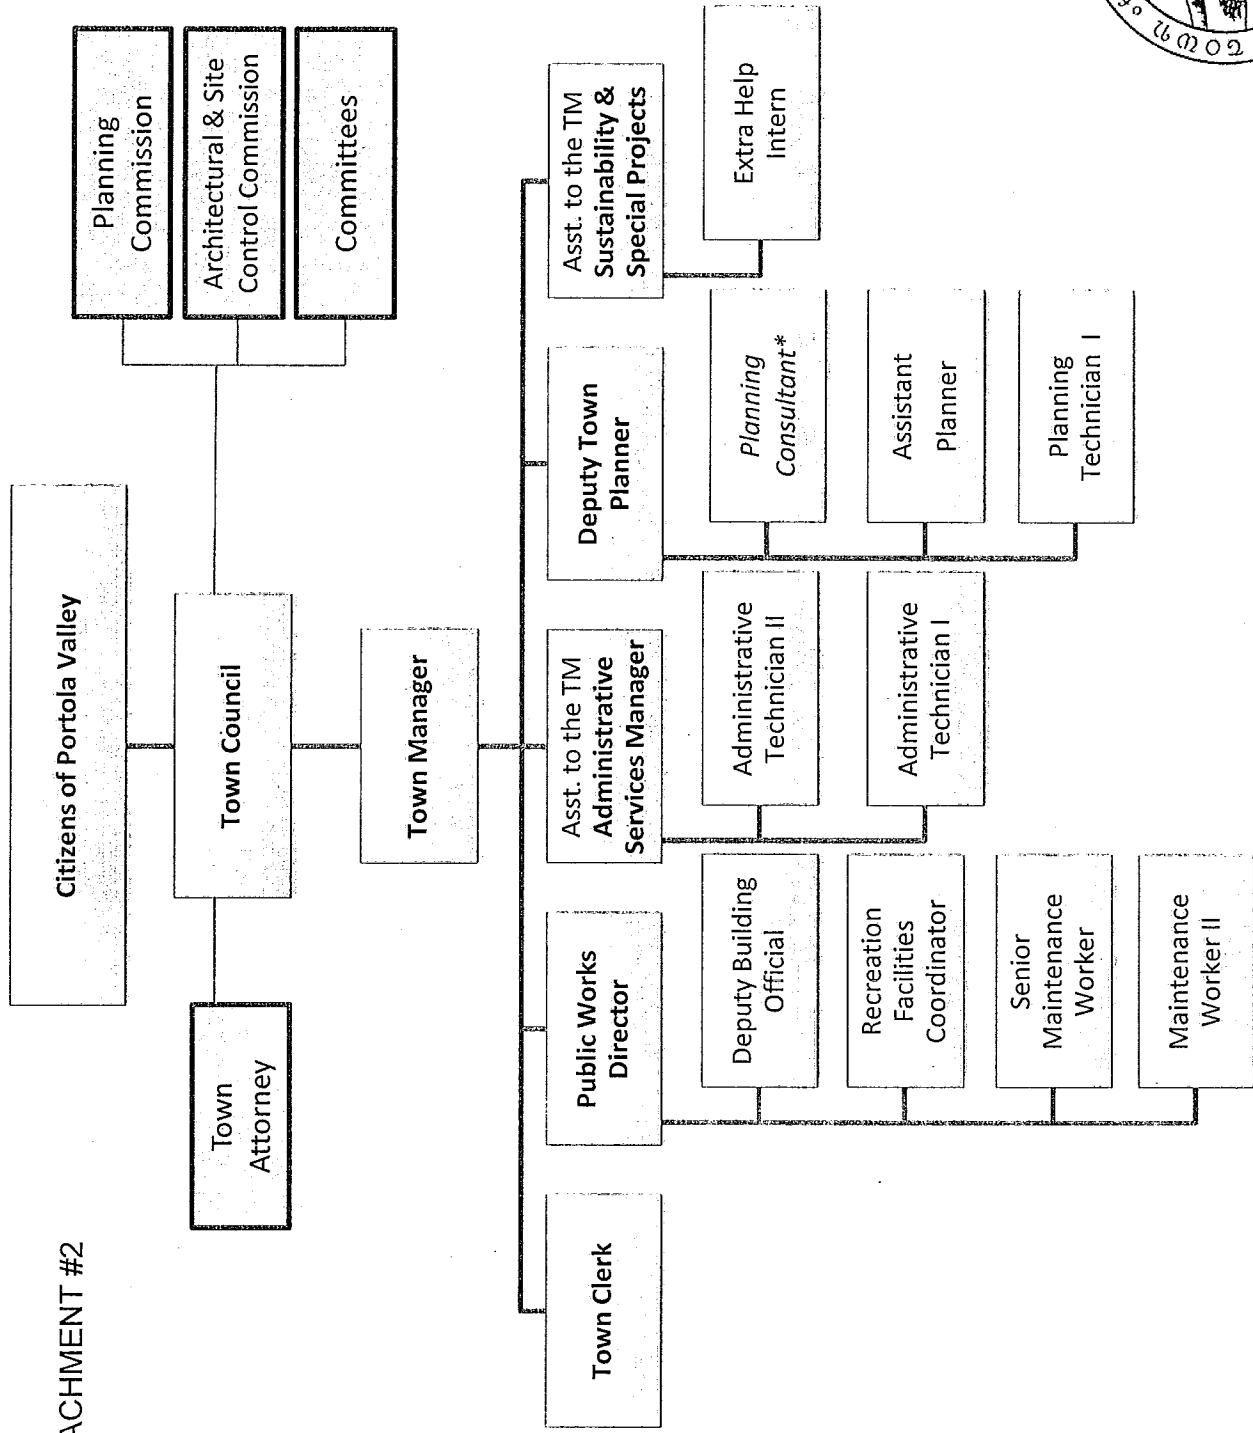 ACHMENT #2
Citizens of Portola Valley
Town
Attorney
Town Council
Planning
Commission
Architectural & Site
Control Commission
Committees
Town Manager
Town Clerk
Public Works
Director
Deputy Building
Official
Recreation
Facilities
Coordinator
Senior
Maintenance
Worker
Maintenance
Worker II
Asst. to the TM
Administrative
Services Manager
Administrative
Technician II
Administrative
Technician I
Deputy Town
Planner
Planning
Consultant*
Assistant
Planner
Planning
Technician I
Asst. to the TM
Sustainability &
Special Projects
Extra Help
Intern
TOWN of